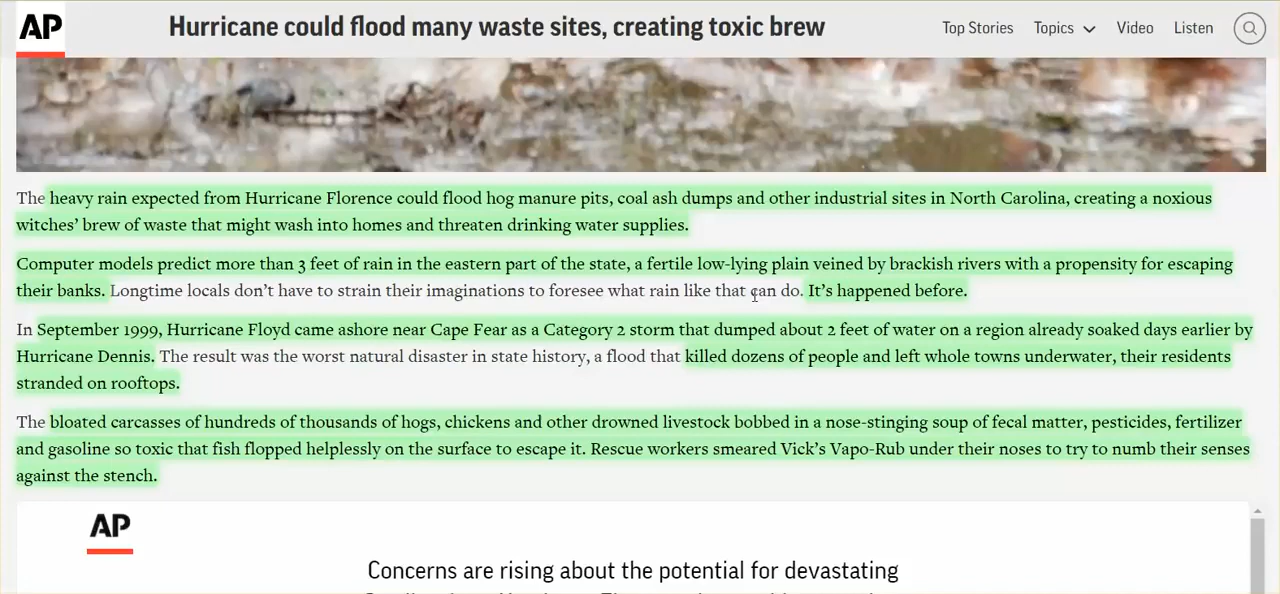 AP
Hurricane could flood many waste sites, creating toxic brew
Top Stories
Topics
Video
Listen
The heavy rain expected from Hurricane Florence could flood hog manure pits, coal ash dumps and other industrial sites in North Carolina, creating a noxious
witches’ brew of waste that might wash into homes and threaten drinking water supplies.
Computer models predict more than 3 feet of rain in the eastern part of the state, a fertile low-lying plain veined by brackish rivers with a propensity for escaping
their banks. Longtime locals don’t have to strain their imaginations to foresee what rain like that can do. It’s happened before.
In September 1999, Hurricane Floyd came ashore near Cape Fear as a Category 2 storm that dumped about 2 feet of water on a region already soaked days earlier by
Hurricane Dennis. The result was the worst natural disaster in state history, a flood that killed dozens of people and left whole towns underwater, their residents
stranded on rooftops.
The bloated carcasses of hundreds of thousands of hogs, chickens and other drowned livestock bobbed in a nose-stinging soup of fecal matter, pesticides, fertilizer
and gasoline so toxic that fish flopped helplessly on the surface to escape it. Rescue workers smeared Vick’s Vapo-Rub under their noses to try to numb their senses
against the stench.
AP
Concerns are rising about the potential for devastating